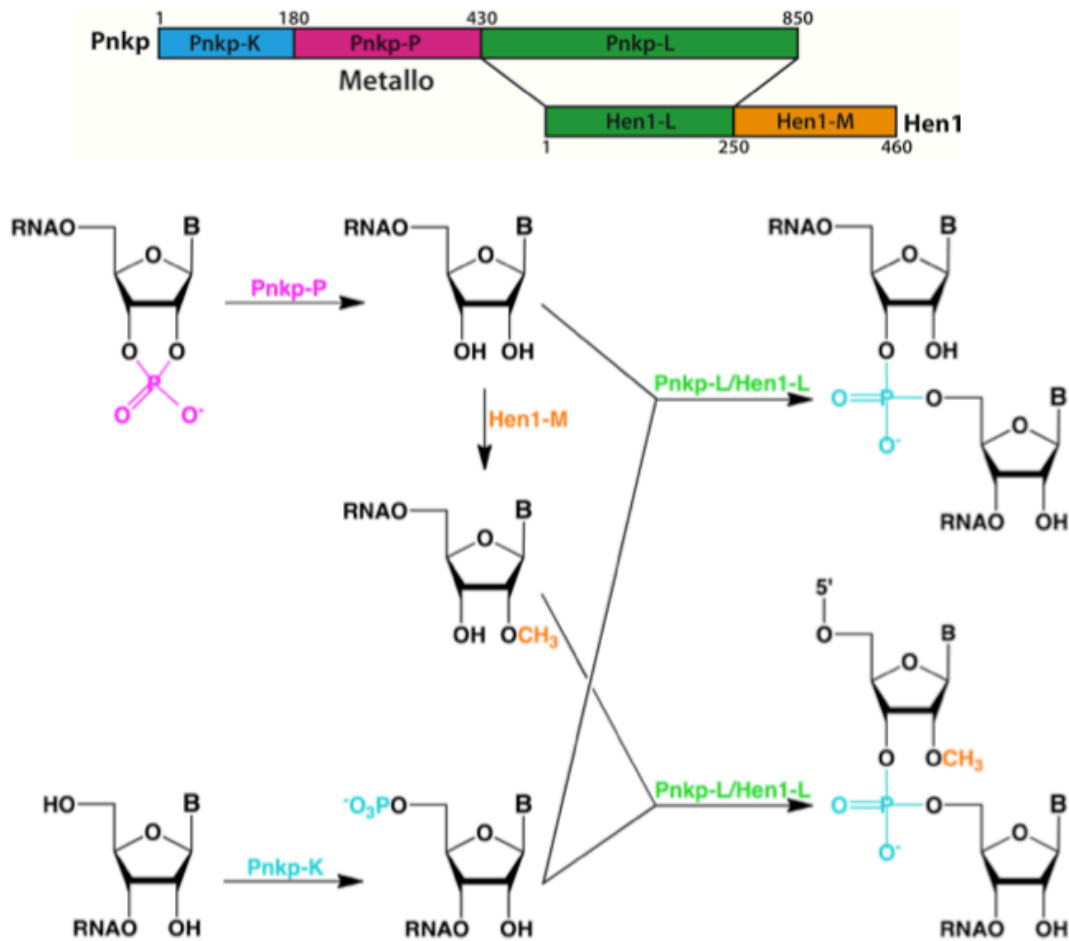 1 180 430 850
Pnkp Pnkp-K Pnkp-P Pnkp-L
Metallo
Hen1-L Hen1-M Hen1
1 250 460
RNAO B RNAO B RNAO B
O O O
Pnkp-P
O O OH OH O OH
P Pnkp-L/Hen1-L
O O- O P O B
Hen1-M O- O
RNAO B RNAO OH
O
5'
OH OCH3 O B
O
O OCH3
HO B -O3PO B Pnkp-L/Hen1-L O P O B
O O O- O
Pnkp-K
RNAO OH RNAO OH RNAO OH